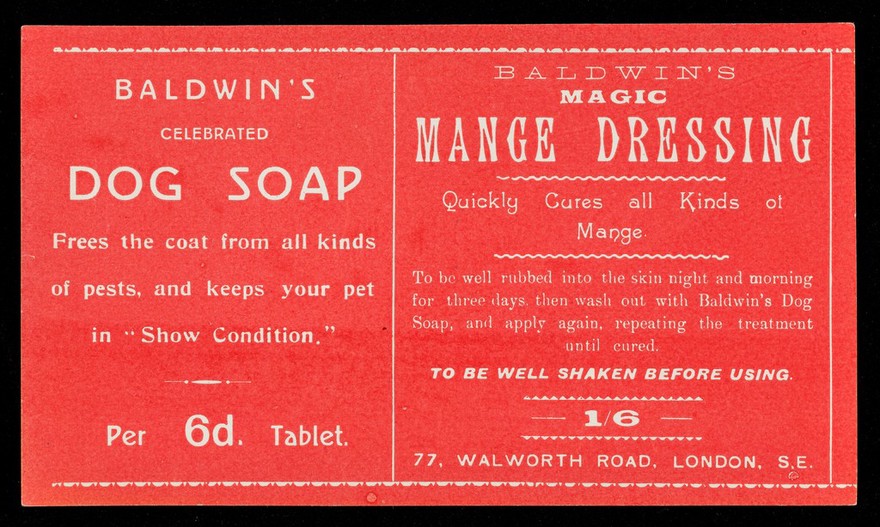 BALDWIN'S
CELEBRATED
DOG SOAP
Frees the coat from all kinds
of pests, and keeps your pet
in "Show Condition."
Per 6d. Tablet.
BALDWIN'S
MAGIC
MANGE DRESSING
Quickly Cures all Kinds of
Mange.
To be well rubbed into the skin night and morning
for three days, then wash out with Baldwin's Dog
Soap, and apply again, repeating the treatment
until cured.
TO BE WELL SHAKEN BEFORE USING.
1/6
77, WALWORTH ROAD, LONDON, S.E.